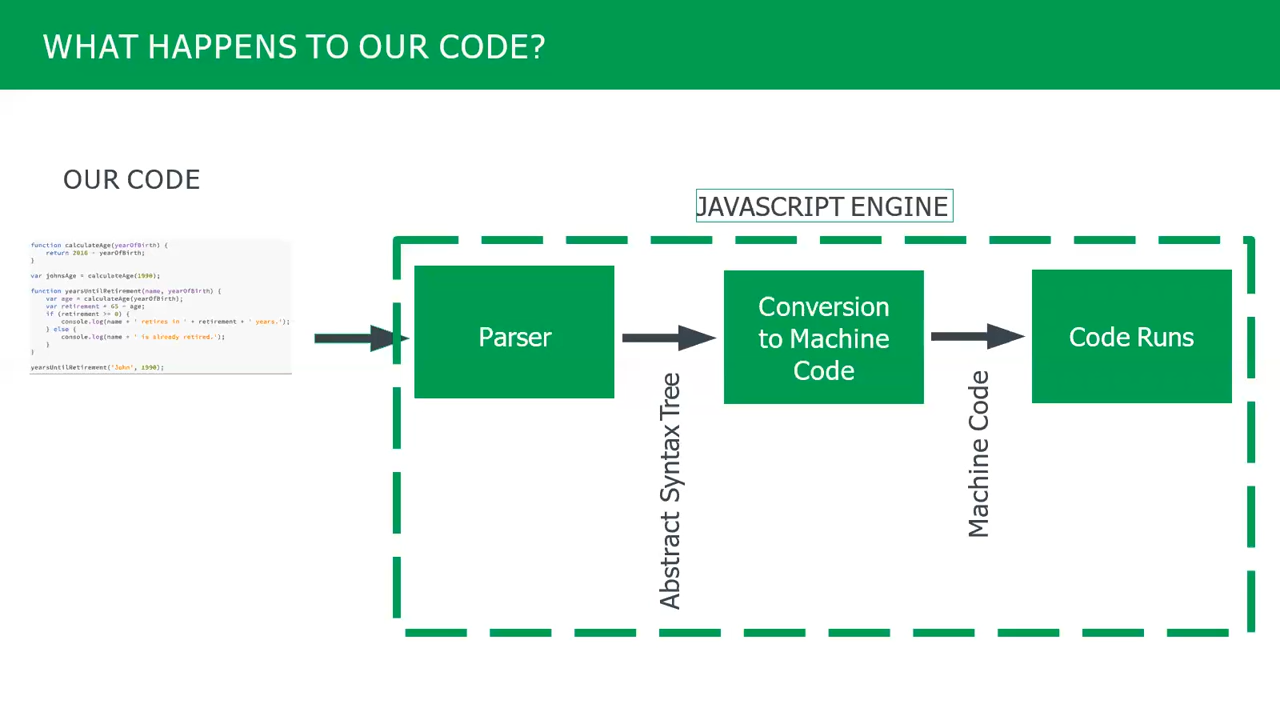 WHAT HAPPENS TO OUR CODE?
OUR CODE
function calculateAge(yearOfBirth) {
return 2016 - yearOfBirth;
}
var johnsAge = calculateAge(1990);
function yearsUntilRetirement(name, yearOfBirth) {
var age = calculateAge(yearOfBirth);
var retirement = 65 - age;
if (retirement >= 0) {
console.log(name + ' retires in ' + retirement + ' years.');
} else {
console.log(name + ' is already retired.');
}
}
yearsUntilRetirement('John', 1990);
JAVASCRIPT ENGINE
Parser
Abstract Syntax Tree
Conversion
to Machine
Code
Machine Code
Code Runs